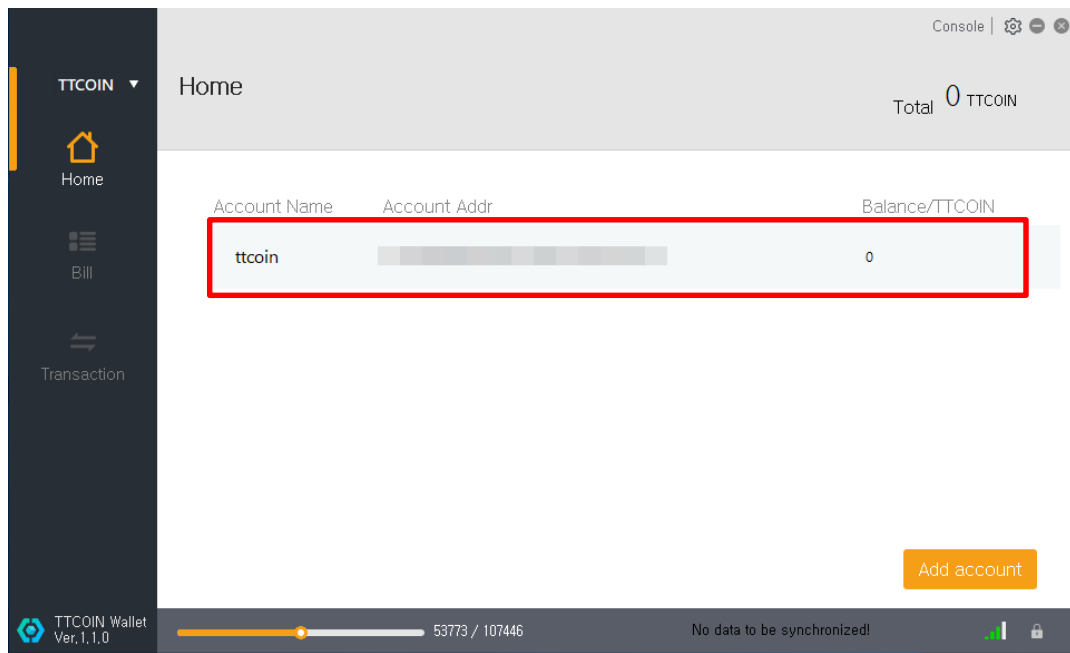 Console
TTCOIN ▼
Home
Total 0 TTCOIN
Home
Account Name Account Addr Balance/TTCOIN
ttcoin 0
Bill
Transaction
Add account
TTCOIN Wallet
Ver,1,1,0
53773 / 107446
No data to be synchronized!